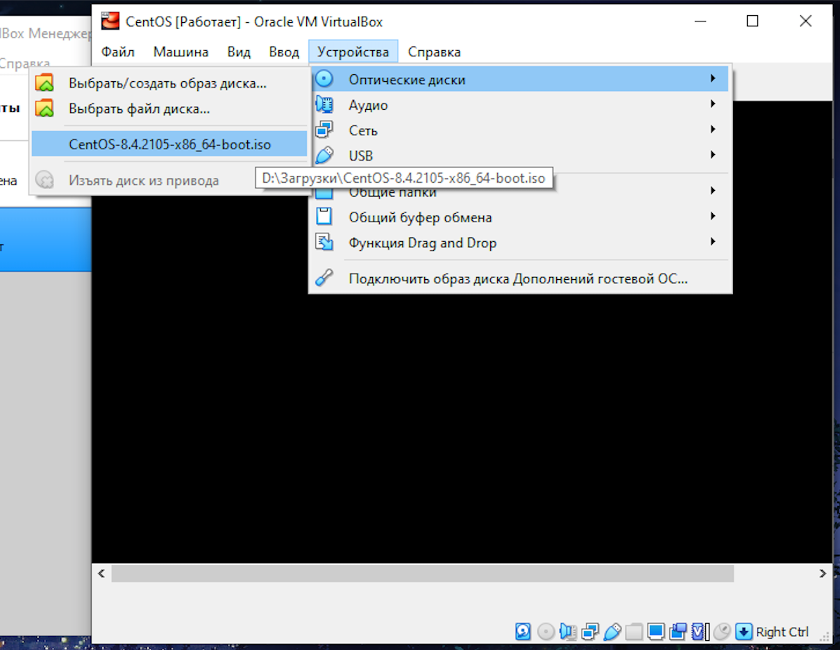 CentOS [Работает] - Oracle VM VirtualBox
Box Менеджер
Файл Машина Вид Ввод Устройства Справка
Справка
Выбрать/создать образ диска...
Выбрать файл диска...
CentOS-8.4.2105-x86_64-boot.iso
Изъять диск из привода
Оптические диски
Аудио
Сеть
USB
D:\Загрузки\CentOS-8.4.2105-x86_64-boot.iso
Общие папки
Общий буфер обмена
Функция Drag and Drop
Подключить образ диска Дополнений гостевой ОС...
Right Ctrl